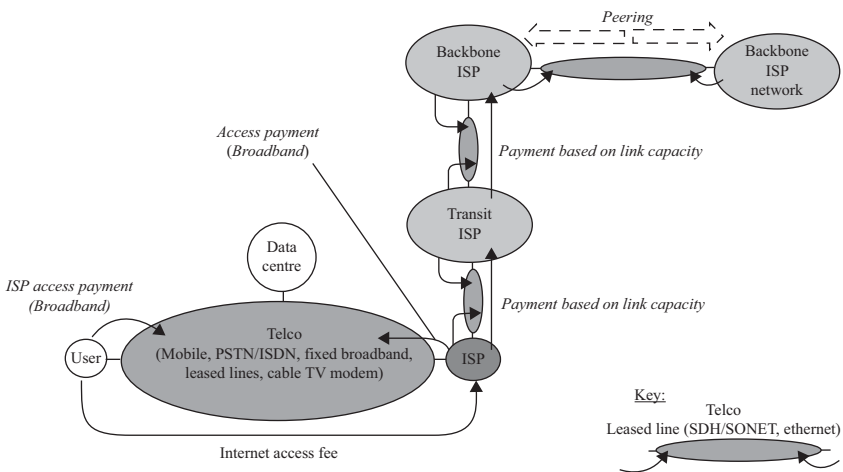 Peering
Backbone
ISP
Backbone
ISP
network
Access payment
(Broadband)
Payment based on link capacity
Transit
ISP
Data
centre
ISP access payment
(Broadband)
Payment based on link capacity
Telco
(Mobile, PSTN/ISDN, fixed broadband,
leased lines, cable TV modem)
User
ISP
Internet access fee
Key:
Telco
Leased line (SDH/SONET, ethernet)